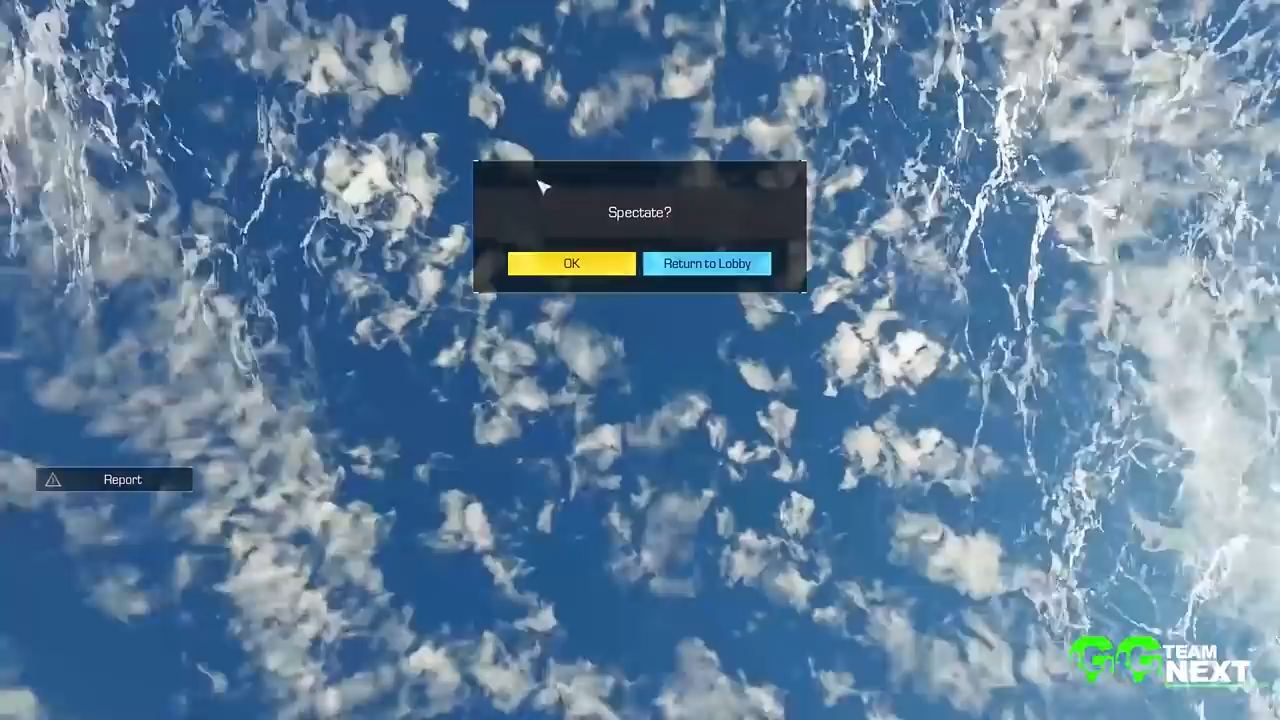 Spectate?
OK
Return to Lobby
Report
GG TEAM
NEXT